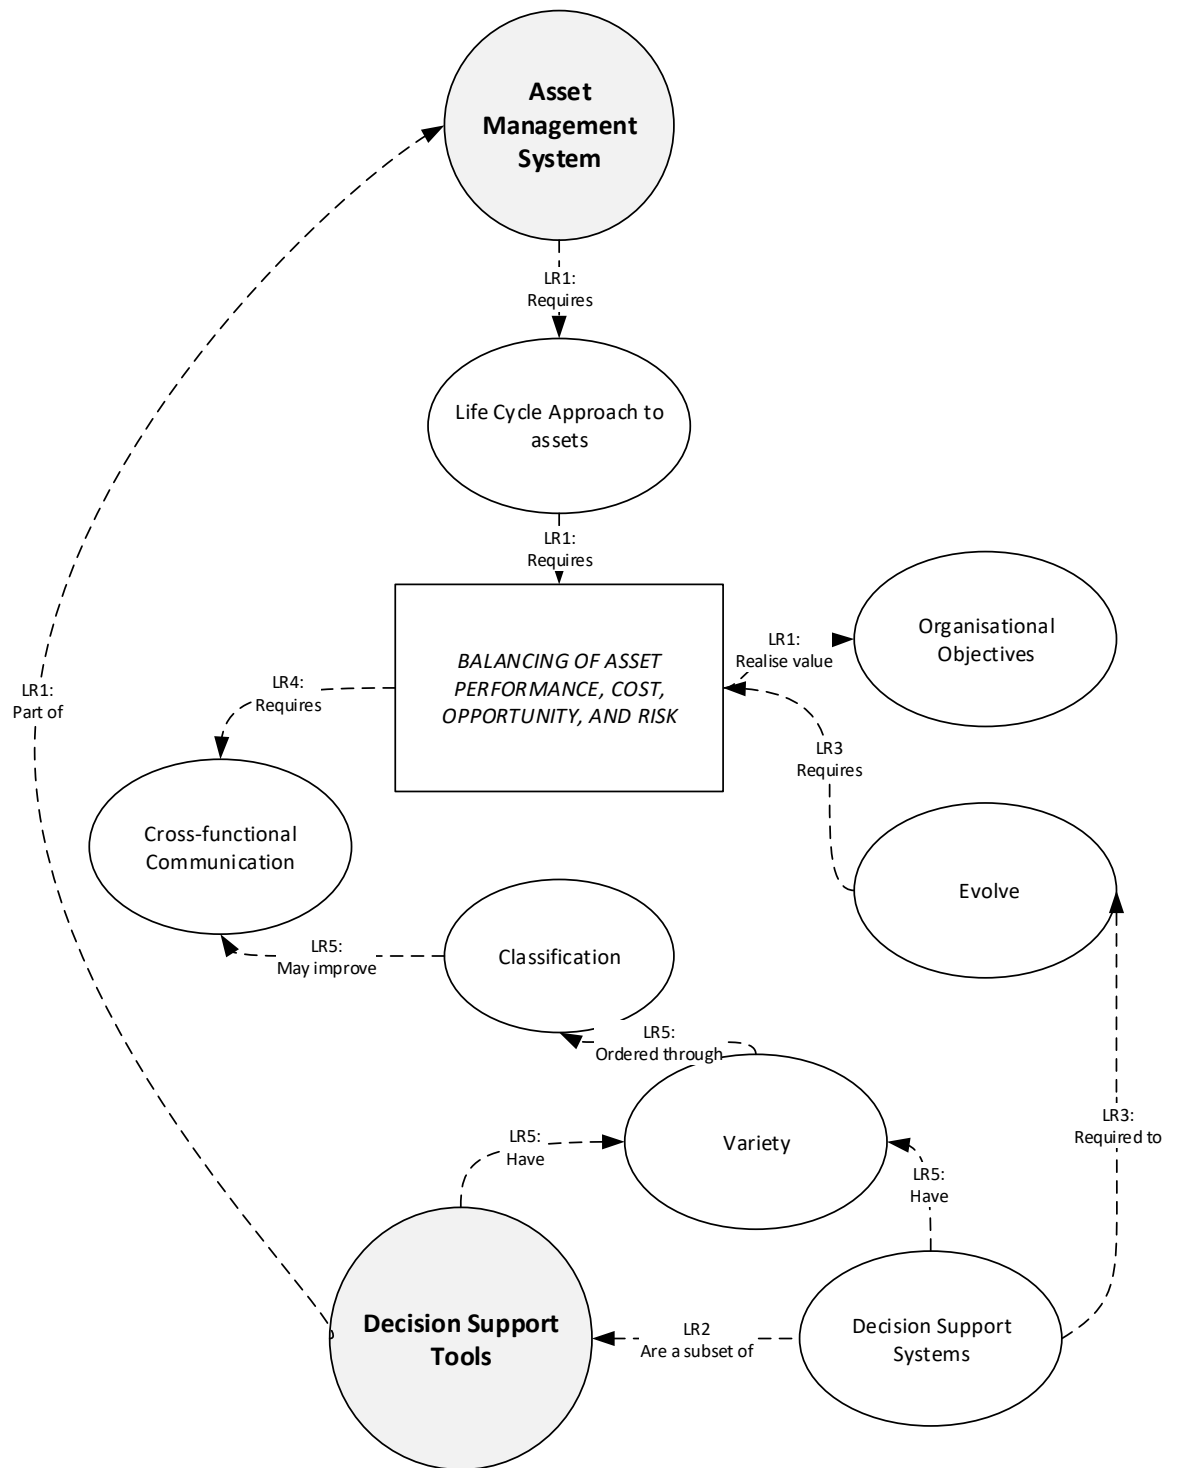 Asset
Management
System
LR1:
Requires
Life Cycle Approach to
assets
LR1:
Requires
BALANCING OF ASSET
PERFORMANCE, COST,
OPPORTUNITY, AND RISK
LR1:
Realise value
Organisational
Objectives
LR4:
Requires
LR1:
Part of
LR3
Requires
Cross-functional
Communication
Evolve
LR5:
May improve
Classification
LR5:
Ordered through
LR5:
Have
Variety
LR3:
Required to
LR5:
Have
Decision Support
Tools
LR2
Are a subset of
Decision Support
Systems